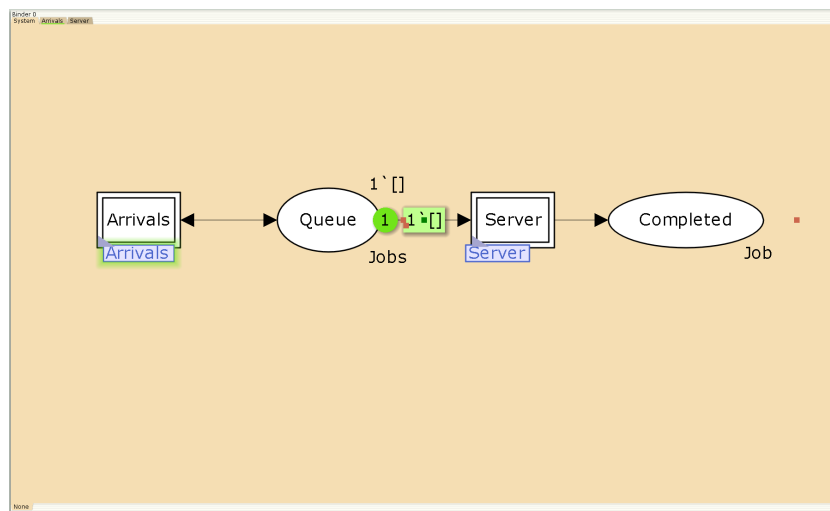 Binder 0
System Arrivals Server
1`[]
Arrivals Queue 1 1`[] Server Completed
Arrivals Jobs Server Job
None